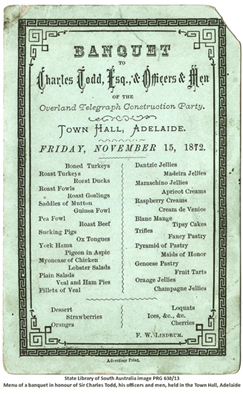 BANQUET
TO
Charles Todd, Esq., & Officers & Men
OF THE
Overland Telegraph Construction Party,
TOWN HALL, ADELAIDE.
FRIDAY, NOVEMBER 15, 1872.
Boned Turkeys
Roast Turkeys
Roast Ducks
Roast Fowls
Roast Goslings
Saddles of Mutton
Guinea Fowl
Pea Fowl
Roast Beef
Sucking Pigs
Ox Tongues
York Hams
Pigeon in Aspic
Myonease of Chicken
Lobster Salads
Plain Salads
Veal and Ham Pies
Fillets of Veal
Dantzic Jellies
Madeira Jellies
Maraschino Jellies
Apricot Creams
Raspberry Creams
Cream de Venice
Blanc Mange
Tipsy Cakes
Trifles
Fancy Pastry
Pyramid of Pastry
Maids of Honor
Genoese Pastry
Fruit Tarts
Orange Jellies
Champagne Jellies
Dessert
Strawberries
Oranges
Loquats
Ices, &c., &c.
Cherries
F. W. LINDRUM.
Advertiser Print.
State Library of South Australia image PRG 630/13
Menu of a banquet in honour of Sir Charles Todd, his officers and men, held in the Town Hall, Adelaide